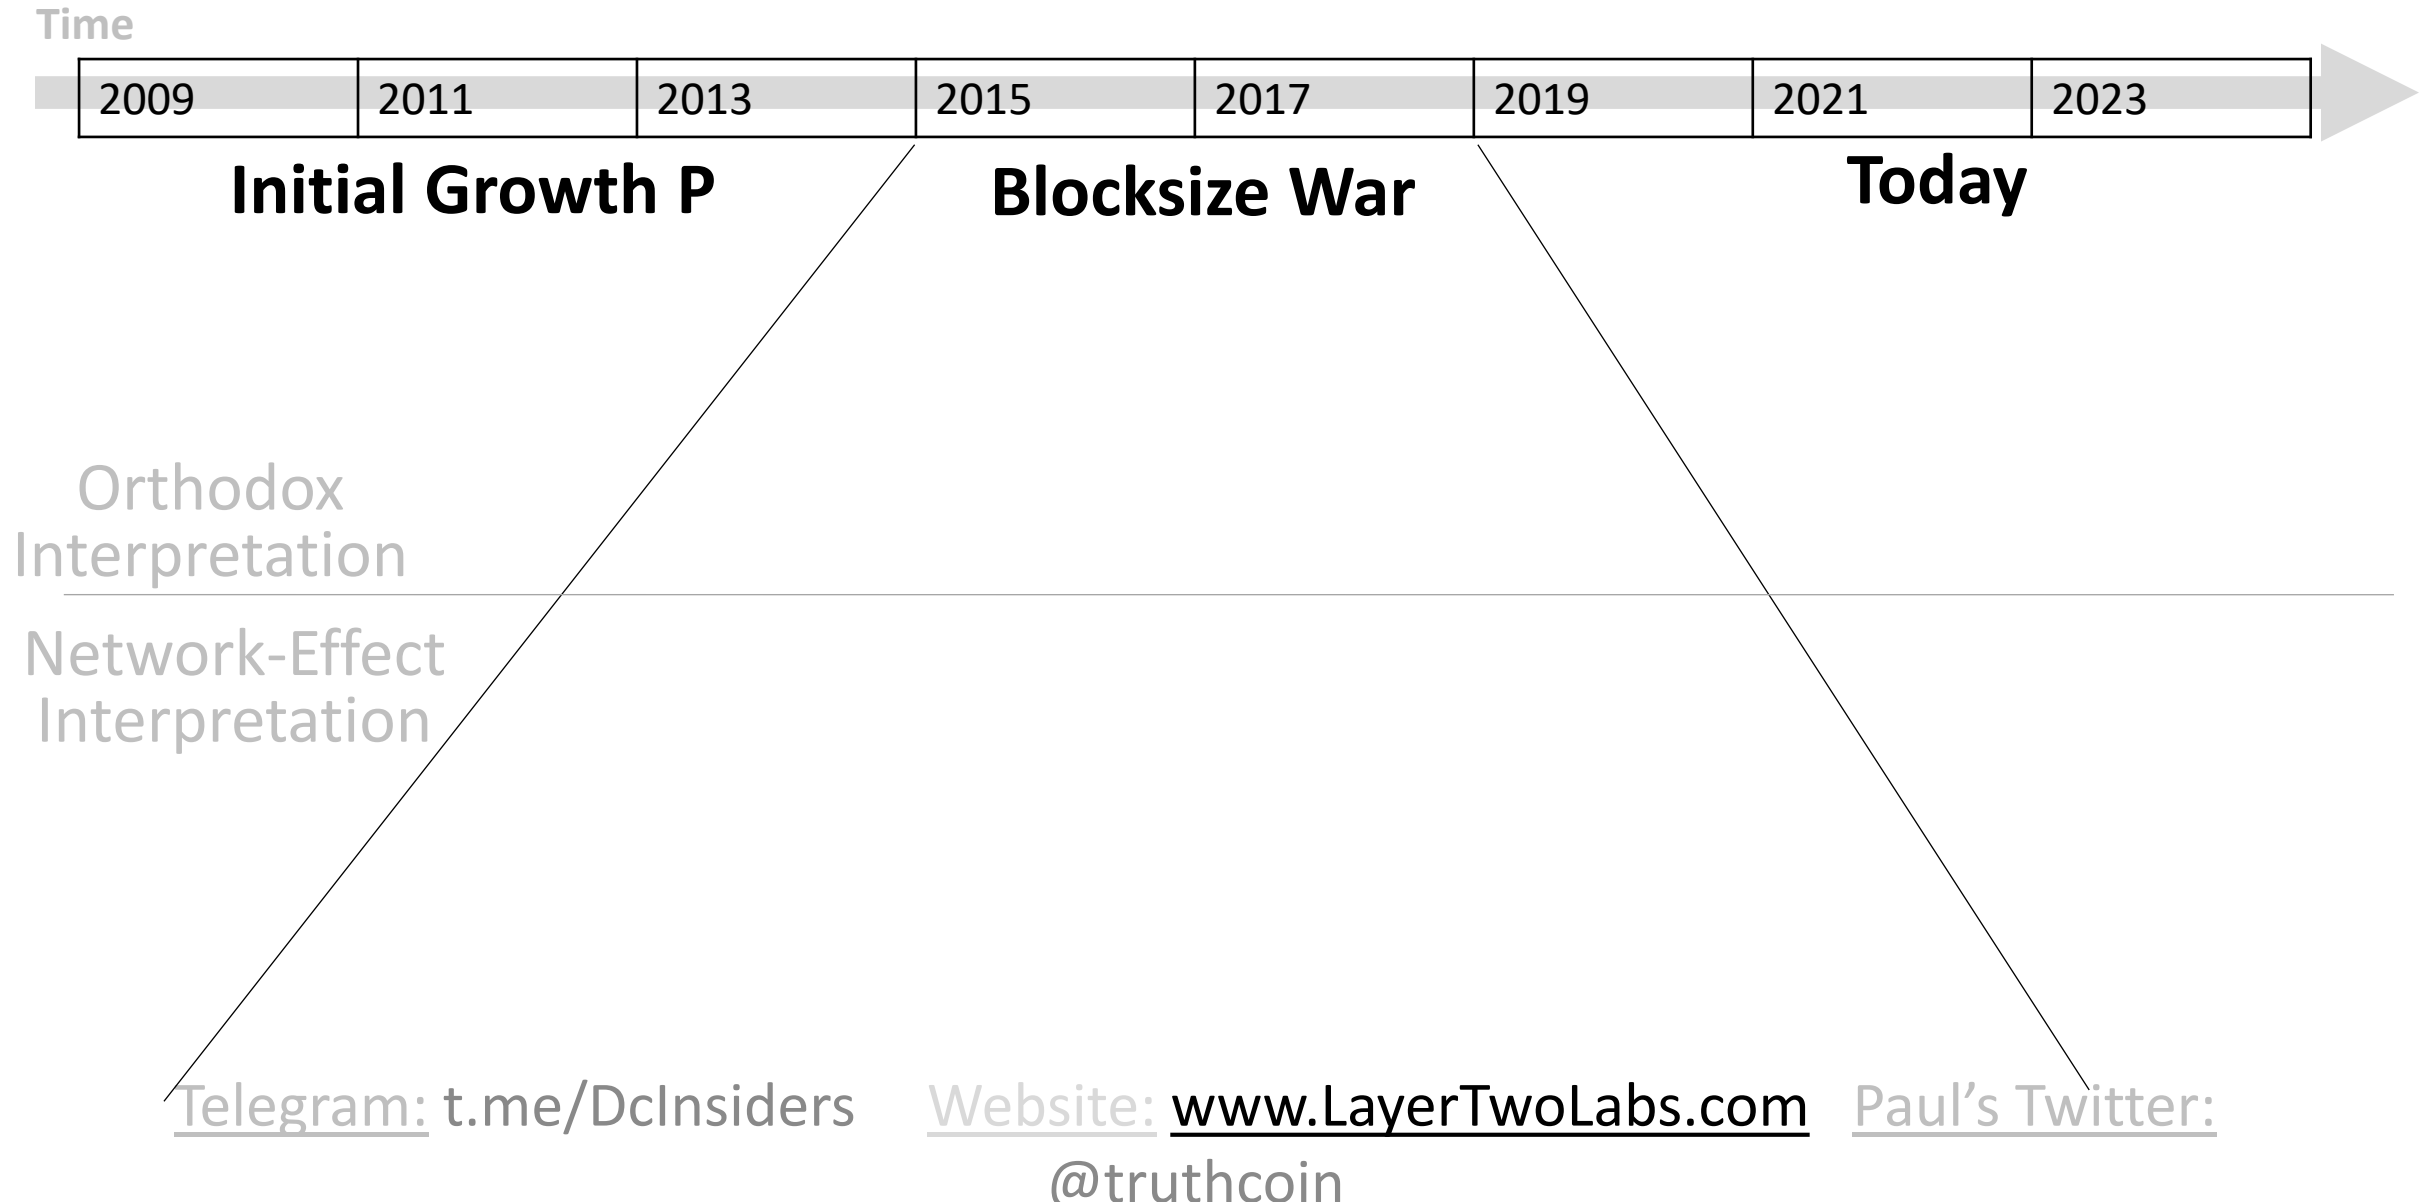 Time
2009 2011 2013 2015 2017 2019 2021 2023
Initial Growth P Blocksize War Today
Orthodox
Interpretation
Network-Effect
Interpretation
Telegram: t.me/DcInsiders Website: www.LayerTwoLabs.com Paul’s Twitter:
@truthcoin